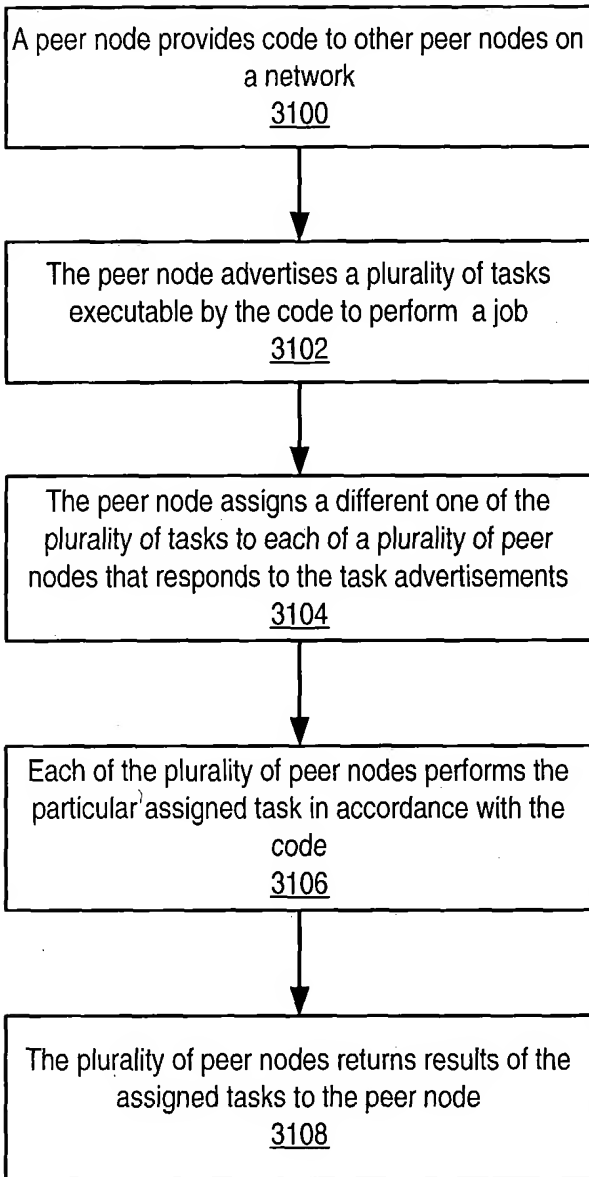 A peer node provides code to other peer nodes on
a network
3100
The peer node advertises a plurality of tasks
executable by the code to perform a job
3102
The peer node assigns a different one of the
plurality of tasks to each of a plurality of peer
nodes that responds to the task advertisements
3104
Each of the plurality of peer nodes performs the
particular assigned task in accordance with the
code
3106
The plurality of peer nodes returns results of the
assigned tasks to the peer node
3108